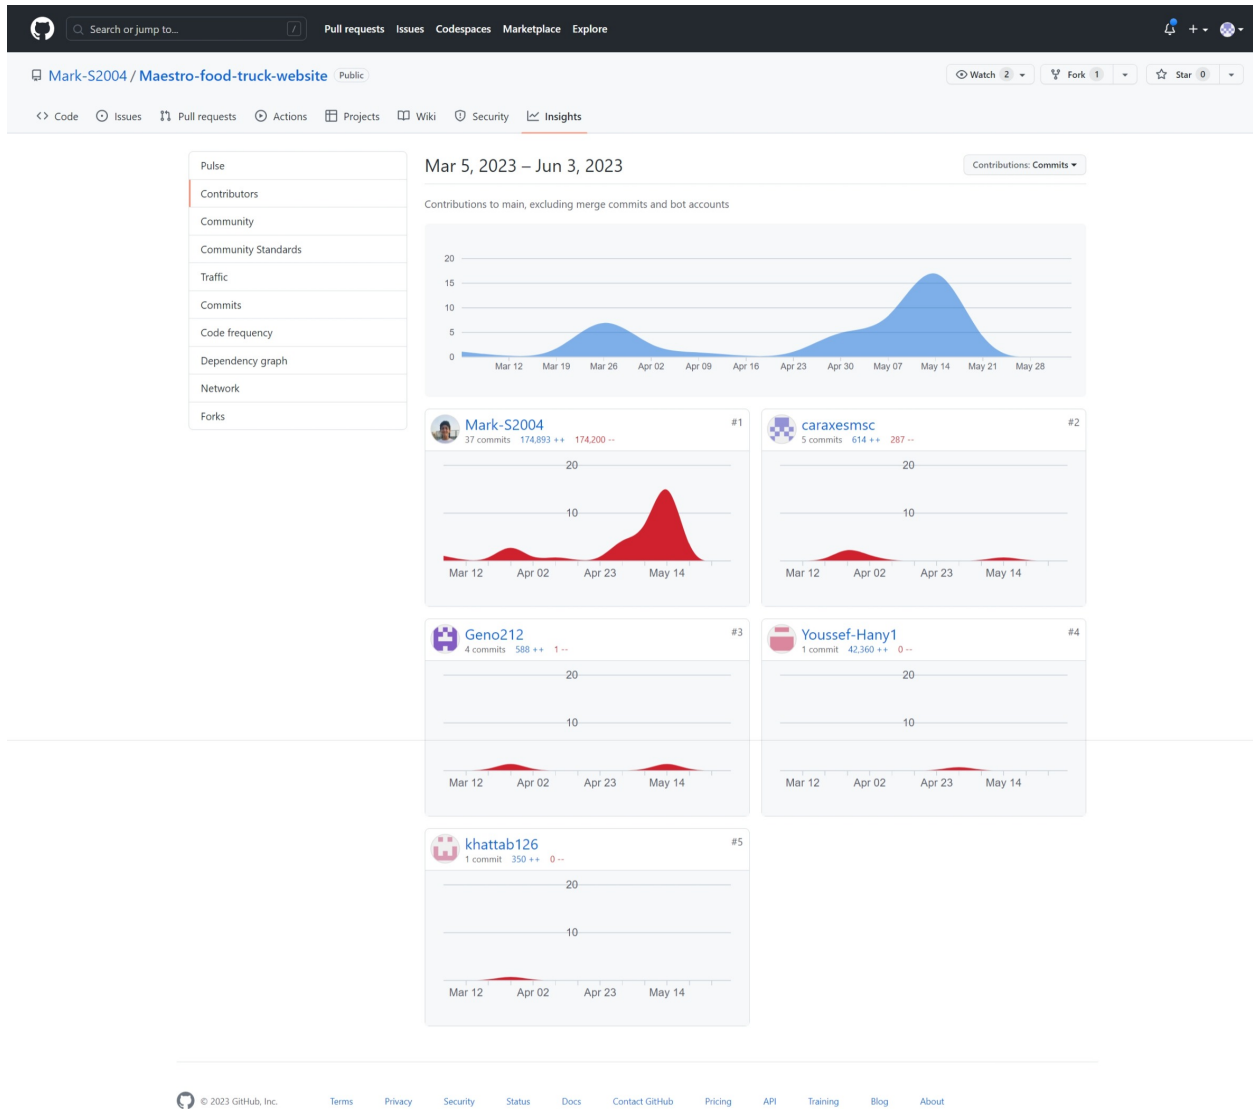 Search or jump to... / Pull requests Issues Codespaces Marketplace Explore
Mark-S2004 / Maestro-food-truck-website Public Watch 2 Fork 1 Star 0
Code Issues Pull requests Actions Projects Wiki Security Insights
Pulse
Contributors
Community
Community Standards
Traffic
Commits
Code frequency
Dependency graph
Network
Forks
Mar 5, 2023 – Jun 3, 2023 Contributions: Commits
Contributions to main, excluding merge commits and bot accounts
20
15
10
5
0
Mar 12 Mar 19 Mar 26 Apr 02 Apr 09 Apr 16 Apr 23 Apr 30 May 07 May 14 May 21 May 28
Mark-S2004 #1
37 commits 174,893 ++ 174,200 --
20
10
Mar 12 Apr 02 Apr 23 May 14
caraxesmsc #2
5 commits 614 ++ 287 --
20
10
Mar 12 Apr 02 Apr 23 May 14
Geno212 #3
4 commits 588 ++ 1 --
20
10
Mar 12 Apr 02 Apr 23 May 14
Youssef-Hany1 #4
1 commit 42,360 ++ 0 --
20
10
Mar 12 Apr 02 Apr 23 May 14
khattab126 #5
1 commit 350 ++ 0 --
20
10
Mar 12 Apr 02 Apr 23 May 14
© 2023 GitHub, Inc. Terms Privacy Security Status Docs Contact GitHub Pricing API Training Blog About